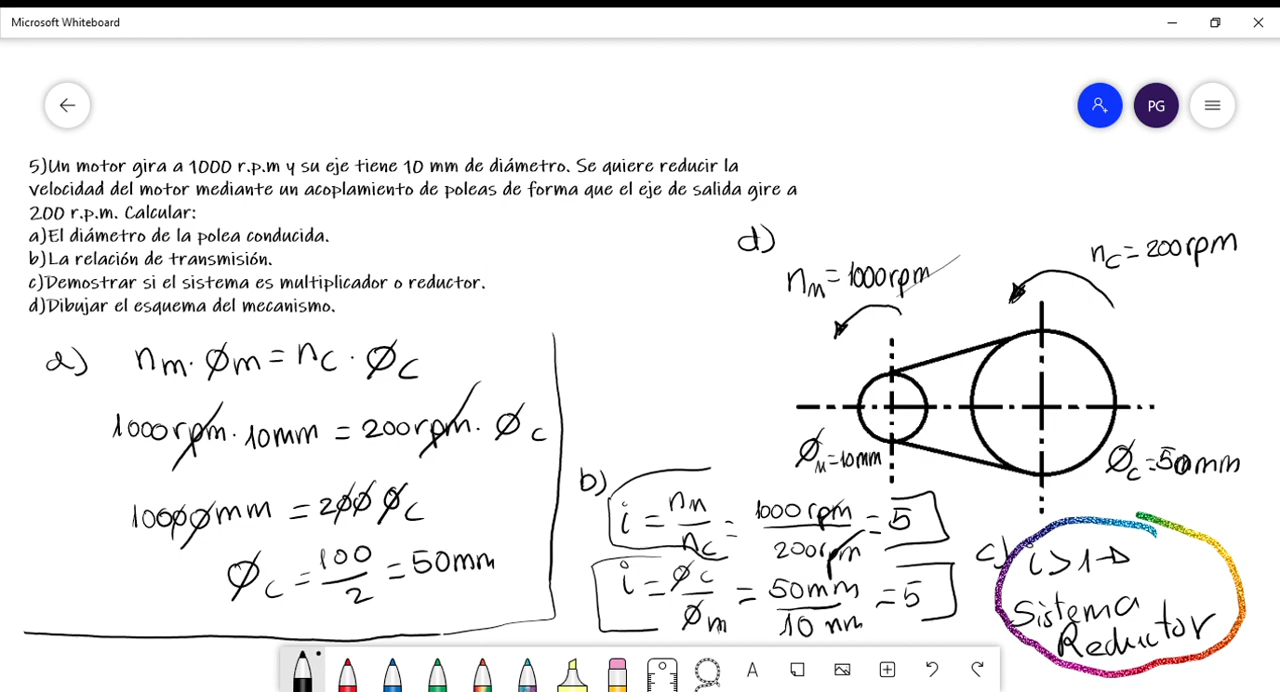 Microsoft Whiteboard
PG
5)Un motor gira a 1000 r.p.m y su eje tiene 10 mm de diámetro. Se quiere reducir la
velocidad del motor mediante un acoplamiento de poleas de forma que el eje de salida gire a
200 r.p.m. Calcular:
a)El diámetro de la polea conducida.
b)La relación de transmisión.
c)Demostrar si el sistema es multiplicador o reductor.
d)Dibujar el esquema del mecanismo.
a) nm · Øm = nc · Øc
1000rpm · 10mm = 200rpm · Øc
10000mm = 200 Øc
Øc = 100/2 = 50mm
d)
nm = 1000rpm
nc = 200rpm
Øm = 10mm
Øc = 50mm
b) i = nm/nc = 1000 rpm/200rpm = 5
i = Øc/Øm = 50mm/10 mm = 5
c) i > 1 →
Sistema
Reductor
A